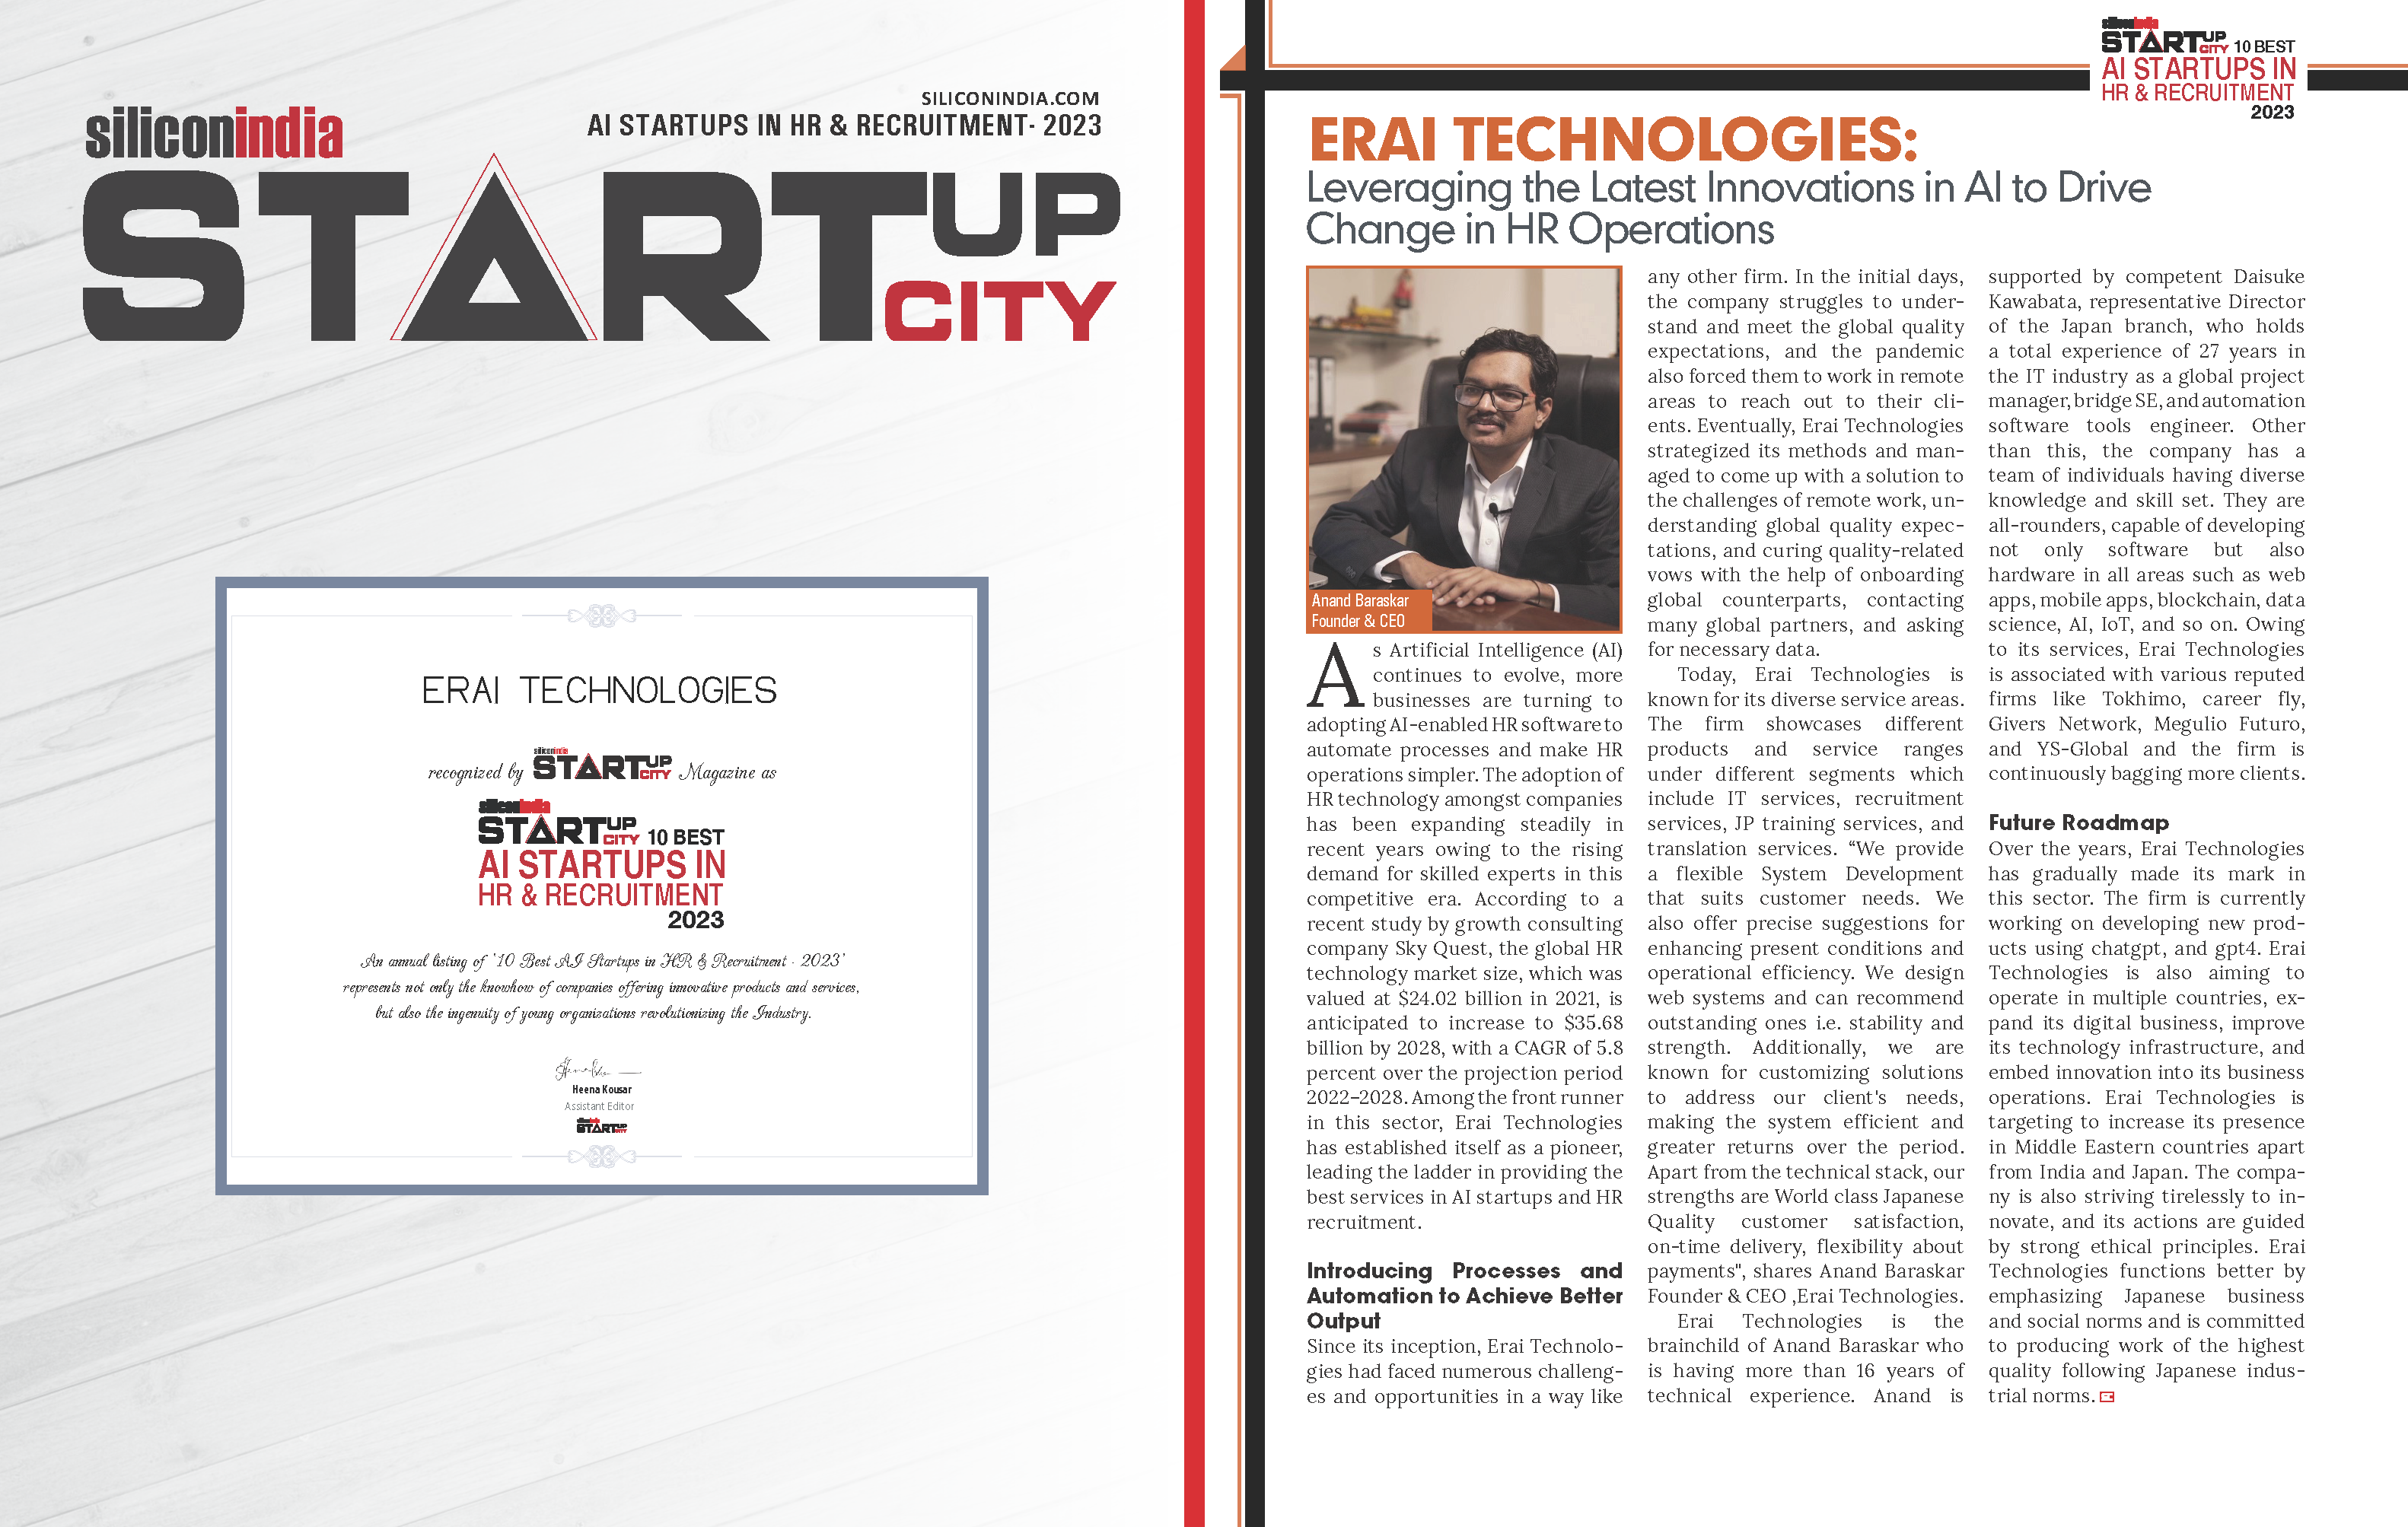 SILICONINDIA.COM
AI STARTUPS IN HR & RECRUITMENT- 2023
siliconindia
STARTUP
CITY
ERAI TECHNOLOGIES
siliconindia
recognized by STARTUP CITY Magazine as
siliconindia
STARTUP CITY 10 BEST
AI STARTUPS IN
HR & RECRUITMENT
2023
An annual listing of '10 Best AI Startups in HR & Recruitment - 2023'
represents not only the knowhow of companies offering innovative products and services,
but also the ingenuity of young organizations revolutionizing the Industry.
Heena Kousar
Assistant Editor
siliconindia
STARTUP CITY
siliconindia
STARTUP CITY 10 BEST
AI STARTUPS IN
HR & RECRUITMENT
2023
ERAI TECHNOLOGIES:
Leveraging the Latest Innovations in AI to Drive
Change in HR Operations
Anand Baraskar
Founder & CEO
As Artificial Intelligence (AI)
continues to evolve, more
businesses are turning to
adopting AI-enabled HR software to
automate processes and make HR
operations simpler. The adoption of
HR technology amongst companies
has been expanding steadily in
recent years owing to the rising
demand for skilled experts in this
competitive era. According to a
recent study by growth consulting
company Sky Quest, the global HR
technology market size, which was
valued at $24.02 billion in 2021, is
anticipated to increase to $35.68
billion by 2028, with a CAGR of 5.8
percent over the projection period
2022-2028. Among the front runner
in this sector, Erai Technologies
has established itself as a pioneer,
leading the ladder in providing the
best services in AI startups and HR
recruitment.
Introducing Processes and
Automation to Achieve Better
Output
Since its inception, Erai Technolo-
gies had faced numerous challeng-
es and opportunities in a way like
any other firm. In the initial days,
the company struggles to under-
stand and meet the global quality
expectations, and the pandemic
also forced them to work in remote
areas to reach out to their cli-
ents. Eventually, Erai Technologies
strategized its methods and man-
aged to come up with a solution to
the challenges of remote work, un-
derstanding global quality expec-
tations, and curing quality-related
vows with the help of onboarding
global counterparts, contacting
many global partners, and asking
for necessary data.
Today, Erai Technologies is
known for its diverse service areas.
The firm showcases different
products and service ranges
under different segments which
include IT services, recruitment
services, JP training services, and
translation services. “We provide
a flexible System Development
that suits customer needs. We
also offer precise suggestions for
enhancing present conditions and
operational efficiency. We design
web systems and can recommend
outstanding ones i.e. stability and
strength. Additionally, we are
known for customizing solutions
to address our client's needs,
making the system efficient and
greater returns over the period.
Apart from the technical stack, our
strengths are World class Japanese
Quality customer satisfaction,
on-time delivery, flexibility about
payments", shares Anand Baraskar
Founder & CEO ,Erai Technologies.
Erai Technologies is the
brainchild of Anand Baraskar who
is having more than 16 years of
technical experience. Anand is
supported by competent Daisuke
Kawabata, representative Director
of the Japan branch, who holds
a total experience of 27 years in
the IT industry as a global project
manager, bridge SE, and automation
software tools engineer. Other
than this, the company has a
team of individuals having diverse
knowledge and skill set. They are
all-rounders, capable of developing
not only software but also
hardware in all areas such as web
apps, mobile apps, blockchain, data
science, AI, IoT, and so on. Owing
to its services, Erai Technologies
is associated with various reputed
firms like Tokhimo, career fly,
Givers Network, Megulio Futuro,
and YS-Global and the firm is
continuously bagging more clients.
Future Roadmap
Over the years, Erai Technologies
has gradually made its mark in
this sector. The firm is currently
working on developing new prod-
ucts using chatgpt, and gpt4. Erai
Technologies is also aiming to
operate in multiple countries, ex-
pand its digital business, improve
its technology infrastructure, and
embed innovation into its business
operations. Erai Technologies is
targeting to increase its presence
in Middle Eastern countries apart
from India and Japan. The compa-
ny is also striving tirelessly to in-
novate, and its actions are guided
by strong ethical principles. Erai
Technologies functions better by
emphasizing Japanese business
and social norms and is committed
to producing work of the highest
quality following Japanese indus-
trial norms.